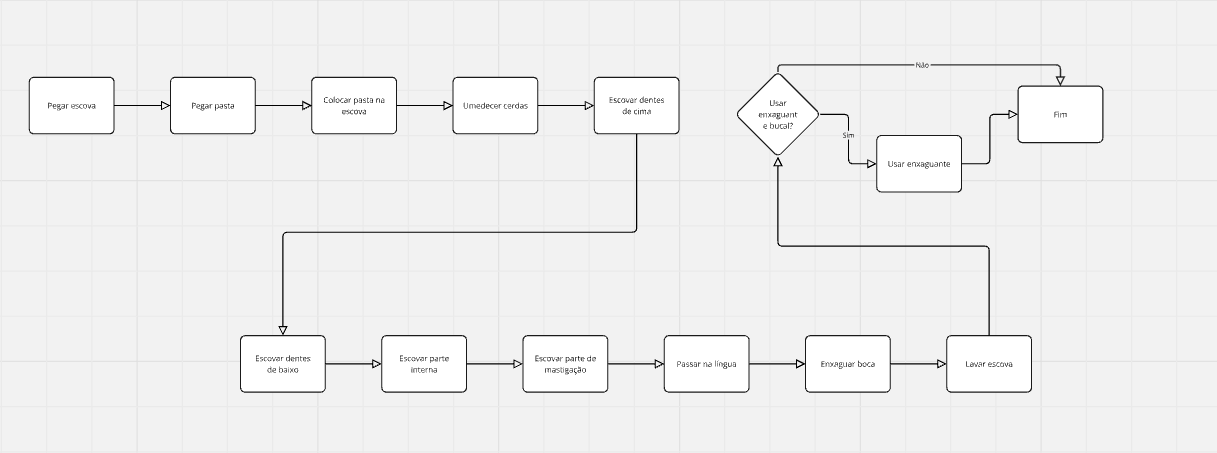 Pegar escova
Pegar pasta
Colocar pasta na
escova
Umedecer cerdas
Escovar dentes
de cima
Escovar dentes
de baixo
Escovar parte
interna
Escovar parte de
mastigação
Passar na língua
Enxaguar boca
Lavar escova
Usar
enxaguant
e bucal?
Não
Sim
Usar enxaguante
Fim